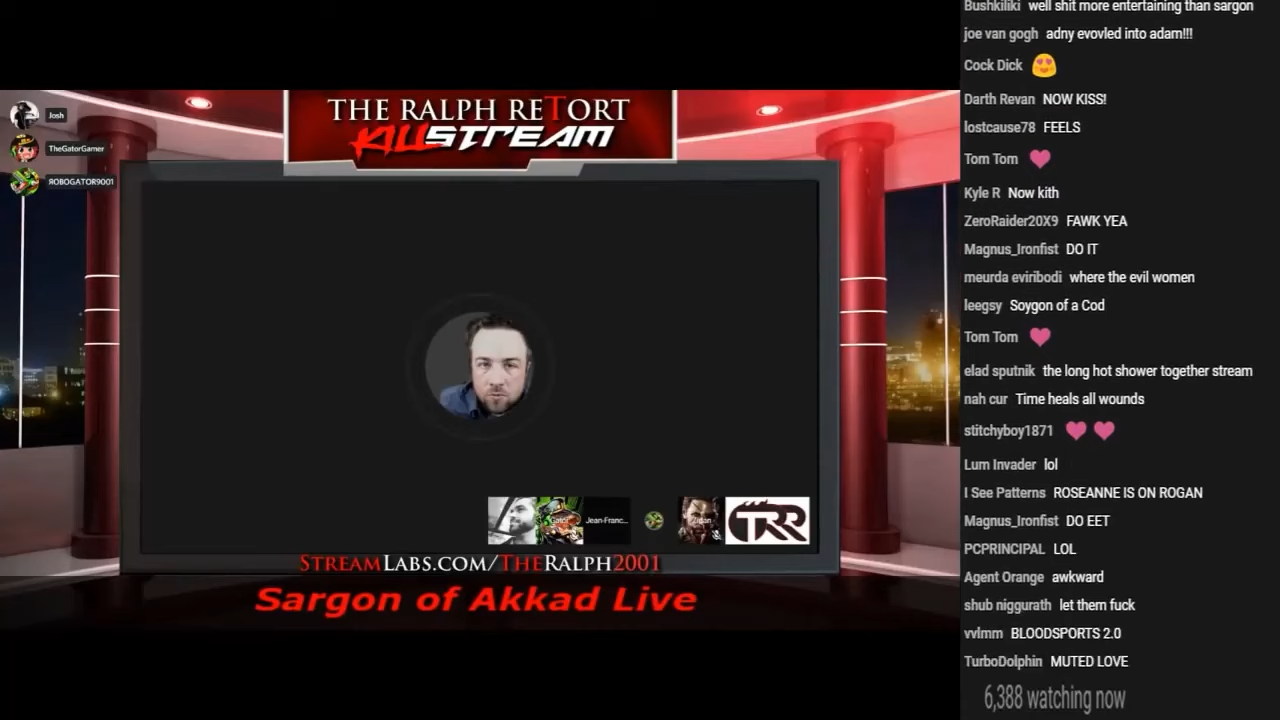 Josh
TheGatorGamer
ROBOGATOR9001
THE RALPH RETORT
KILLSTREAM
Gator
Jean-Franc...
Zidan
TRR
STREAMLABS.COM/THERALPH2001
Sargon of Akkad Live
Bushkiliki well shit more entertaining than sargon
joe van gogh adny evovled into adam!!!
Cock Dick 😍
Darth Revan NOW KISS!
lostcause78 FEELS
Tom Tom ♥
Kyle R Now kith
ZeroRaider20X9 FAWK YEA
Magnus_Ironfist DO IT
meurda eviribodi where the evil women
leegsy Soygon of a Cod
Tom Tom ♥
elad sputnik the long hot shower together stream
nah cur Time heals all wounds
stitchyboy1871 ♥ ♥
Lum Invader lol
I See Patterns ROSEANNE IS ON ROGAN
Magnus_Ironfist DO EET
PCPRINCIPAL LOL
Agent Orange awkward
shub niggurath let them fuck
vvlmm BLOODSPORTS 2.0
TurboDolphin MUTED LOVE
6,388 watching now